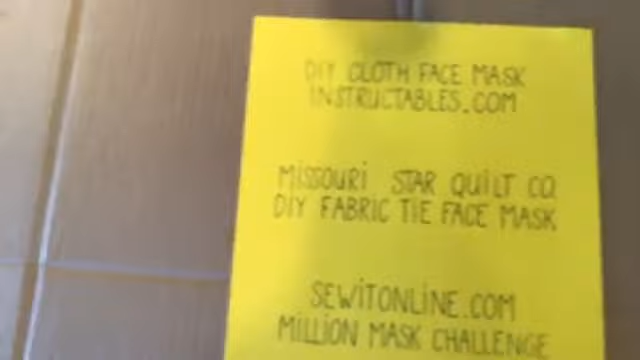 DIY CLOTH FACE MASK
INSTRUCTABLES.COM
MISSOURI STAR QUILT CO.
DIY FABRIC TIE FACE MASK
SEWITONLINE.COM
MILLION MASK CHALLENGE